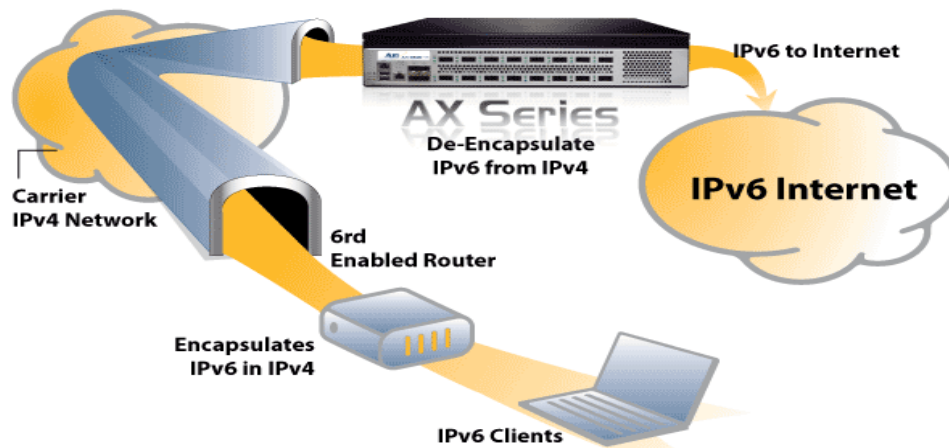 IPv6 to Internet
AX Series
De-Encapsulate
IPv6 from IPv4
IPv6 Internet
Carrier
IPv4 Network
6rd
Enabled Router
Encapsulates
IPv6 in IPv4
IPv6 Clients